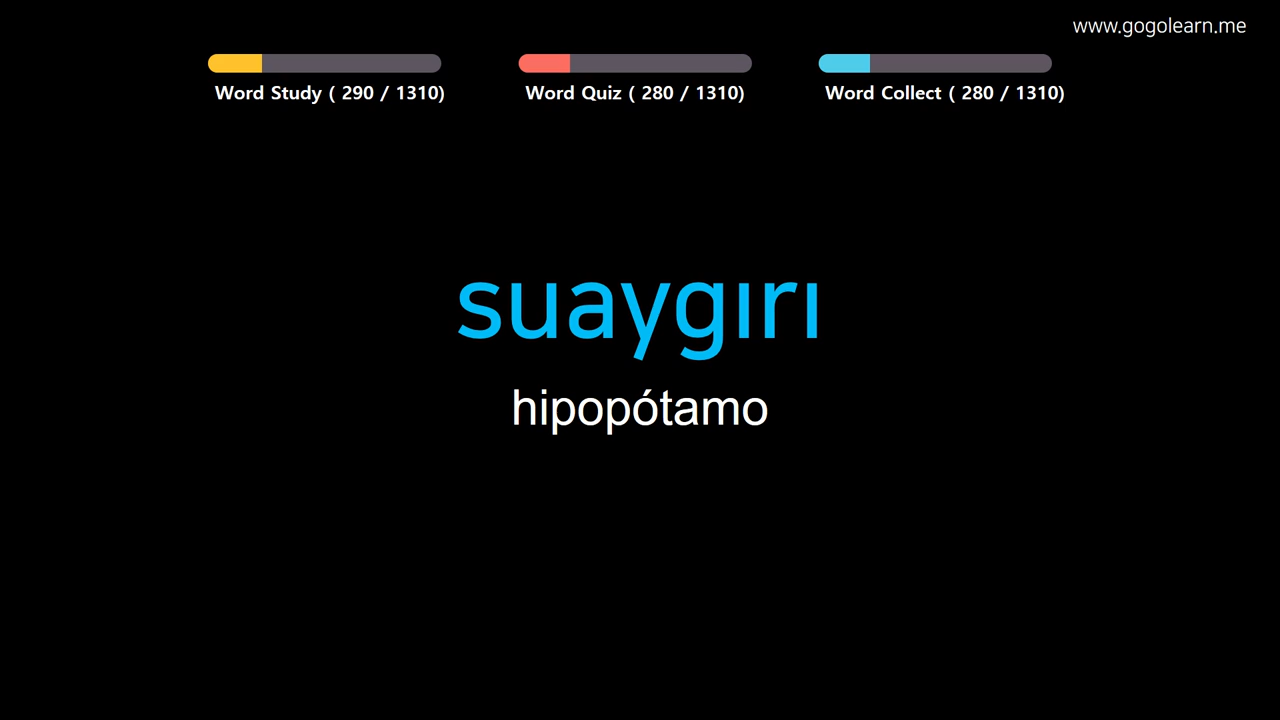 www.gogolearn.me
Word Study ( 290 / 1310)
Word Quiz ( 280 / 1310)
Word Collect ( 280 / 1310)
suaygırı
hipopótamo